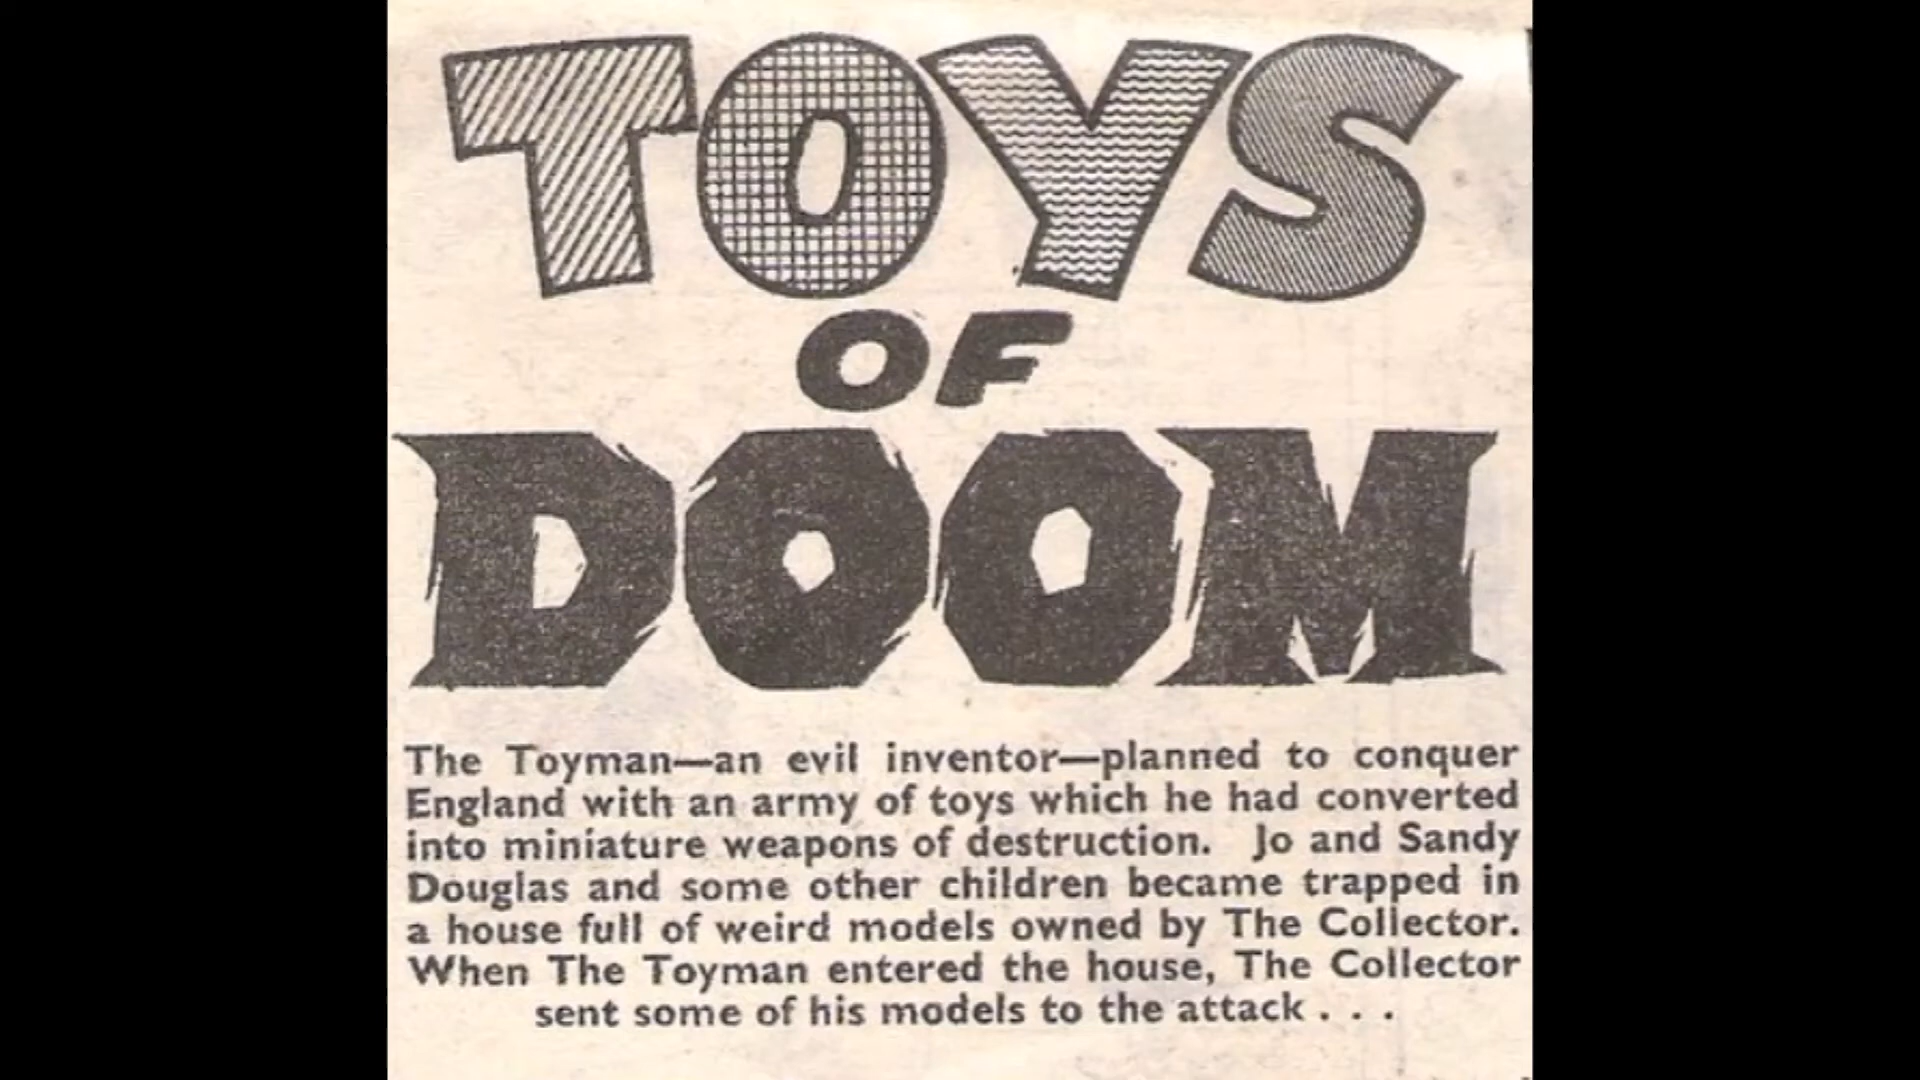 TOYS
OF
DOOM
The Toyman—an evil inventor—planned to conquer
England with an army of toys which he had converted
into miniature weapons of destruction. Jo and Sandy
Douglas and some other children became trapped in
a house full of weird models owned by The Collector.
When The Toyman entered the house, The Collector
sent some of his models to the attack . . .